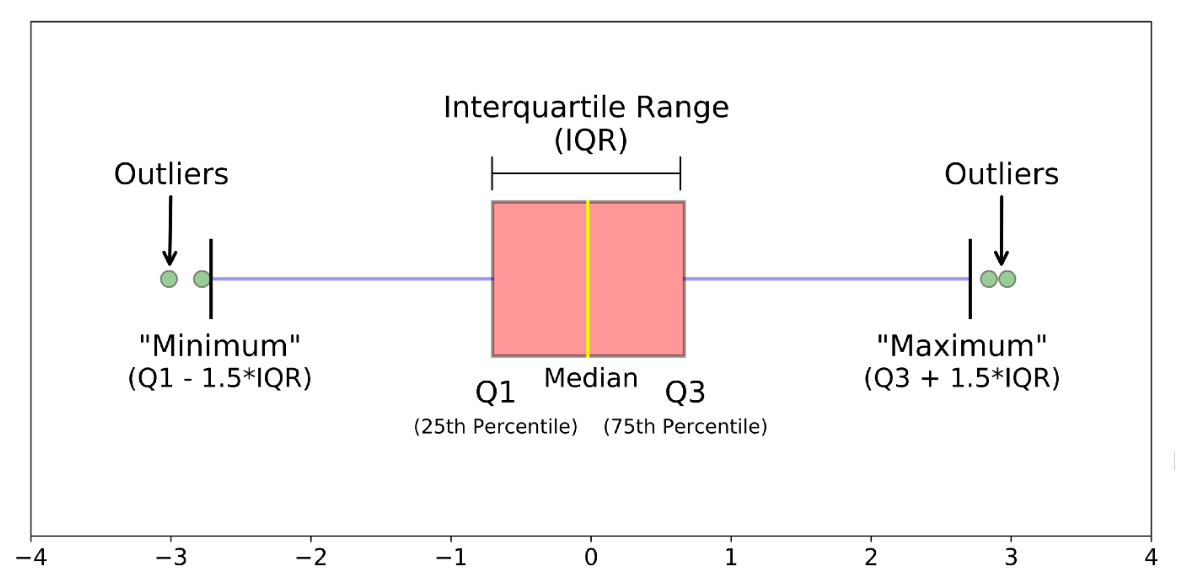 Interquartile Range
(IQR)
Outliers
Outliers
"Minimum"
(Q1 - 1.5*IQR)
"Maximum"
(Q3 + 1.5*IQR)
Median
Q1
Q3
(25th Percentile)
(75th Percentile)
−4
−3
−2
−1
0
1
2
3
4